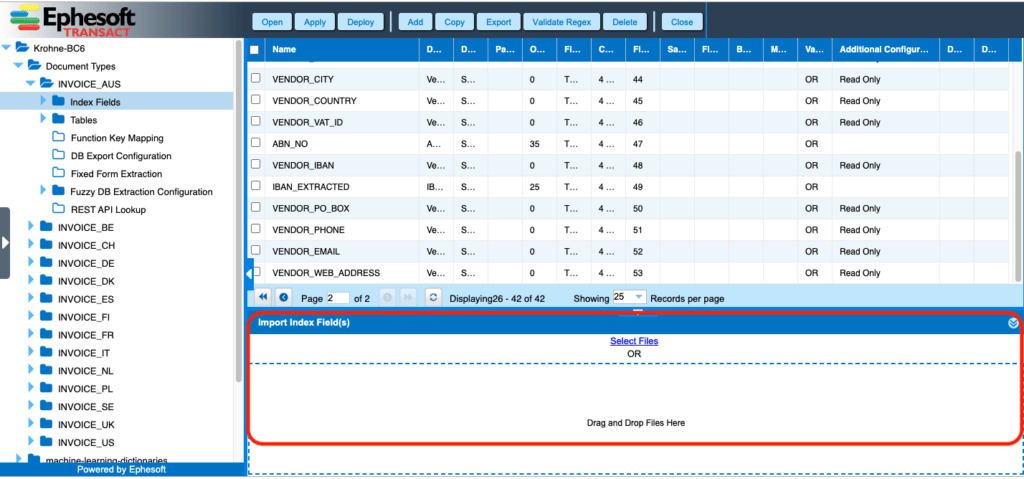 Ephesoft
TRANSACT
Open Apply Deploy Add Copy Export Validate Regex Delete Close
Krohne-BC6
Document Types
INVOICE_AUS
Index Fields
Tables
Function Key Mapping
DB Export Configuration
Fixed Form Extraction
Fuzzy DB Extraction Configuration
REST API Lookup
INVOICE_BE
INVOICE_CH
INVOICE_DE
INVOICE_DK
INVOICE_ES
INVOICE_FI
INVOICE_FR
INVOICE_IT
INVOICE_NL
INVOICE_PL
INVOICE_SE
INVOICE_UK
INVOICE_US
machine-learning-dictionaries
Powered by Ephesoft
Name D... D... Pa... O... Fi... C... Fi... Sa... Fl... B... M... Va... Additional Configur... D... D...
VENDOR_CITY Ve... S... 0 T... 4 ... 44 OR Read Only
VENDOR_COUNTRY Ve... S... 0 T... 4 ... 45 OR Read Only
VENDOR_VAT_ID Ve... S... 0 T... 4 ... 46 OR Read Only
ABN_NO A... S... 35 T... 4 ... 47 OR
VENDOR_IBAN Ve... S... 0 T... 4 ... 48 OR Read Only
IBAN_EXTRACTED IB... S... 25 T... 4 ... 49 OR
VENDOR_PO_BOX Ve... S... 0 T... 4 ... 50 OR Read Only
VENDOR_PHONE Ve... S... 0 T... 4 ... 51 OR Read Only
VENDOR_EMAIL Ve... S... 0 T... 4 ... 52 OR Read Only
VENDOR_WEB_ADDRESS Ve... S... 0 T... 4 ... 53 OR Read Only
Page 2 of 2 Displaying26 - 42 of 42 Showing 25 Records per page
Import Index Field(s)
Select Files
OR
Drag and Drop Files Here